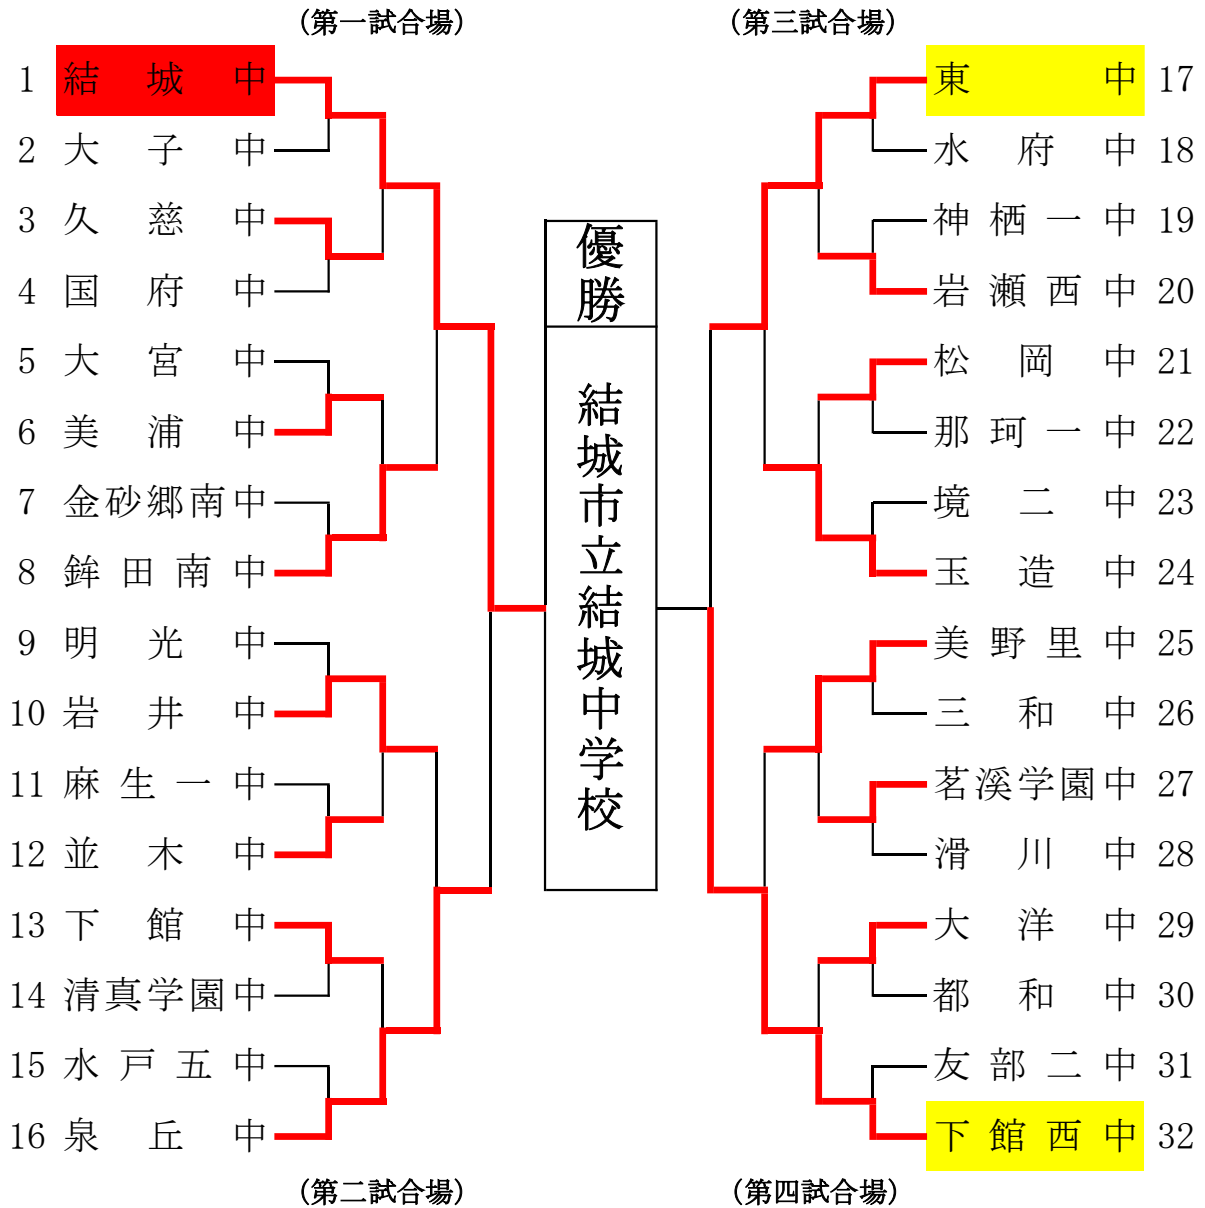 (第一試合場)
(第三試合場)
1 結城中
2 大子中
3 久慈中
4 国府中
5 大宮中
6 美浦中
7 金砂郷南中
8 鉾田南中
9 明光中
10 岩井中
11 麻生一中
12 並木中
13 下館中
14 清真学園中
15 水戸五中
16 泉丘中
優勝
結城市立結城中学校
東中 17
水府中 18
神栖一中 19
岩瀬西中 20
松岡中 21
那珂一中 22
境二中 23
玉造中 24
美野里中 25
三和中 26
茗溪学園中 27
滑川中 28
大洋中 29
都和中 30
友部二中 31
下館西中 32
(第二試合場)
(第四試合場)